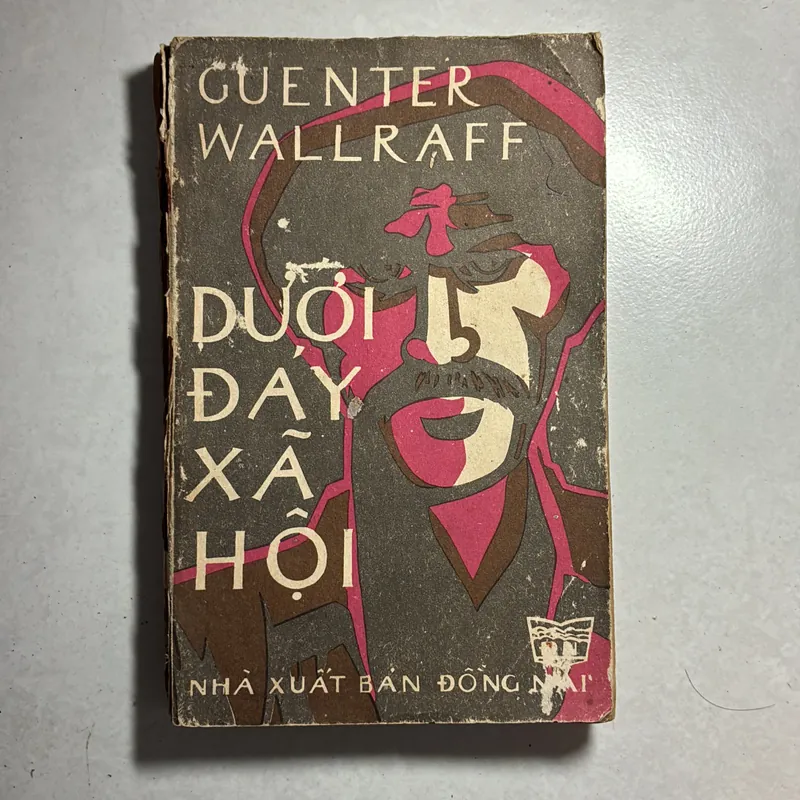 GUENTER
WALLRAFF
DƯỚI
ĐÁY
XÃ
HỘI
NHÀ XUẤT BẢN ĐỒNG NAI